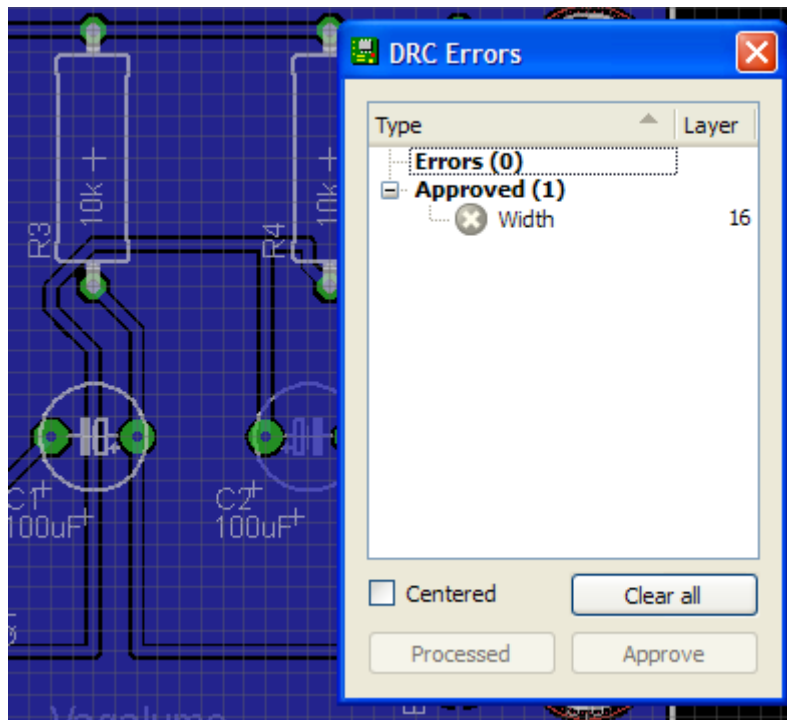 DRC Errors
Type Layer
Errors (0)
Approved (1)
Width 16
Centered
Clear all
Processed
Approve
10k
R3
10k
R4
C1
100uF
C2
100uF